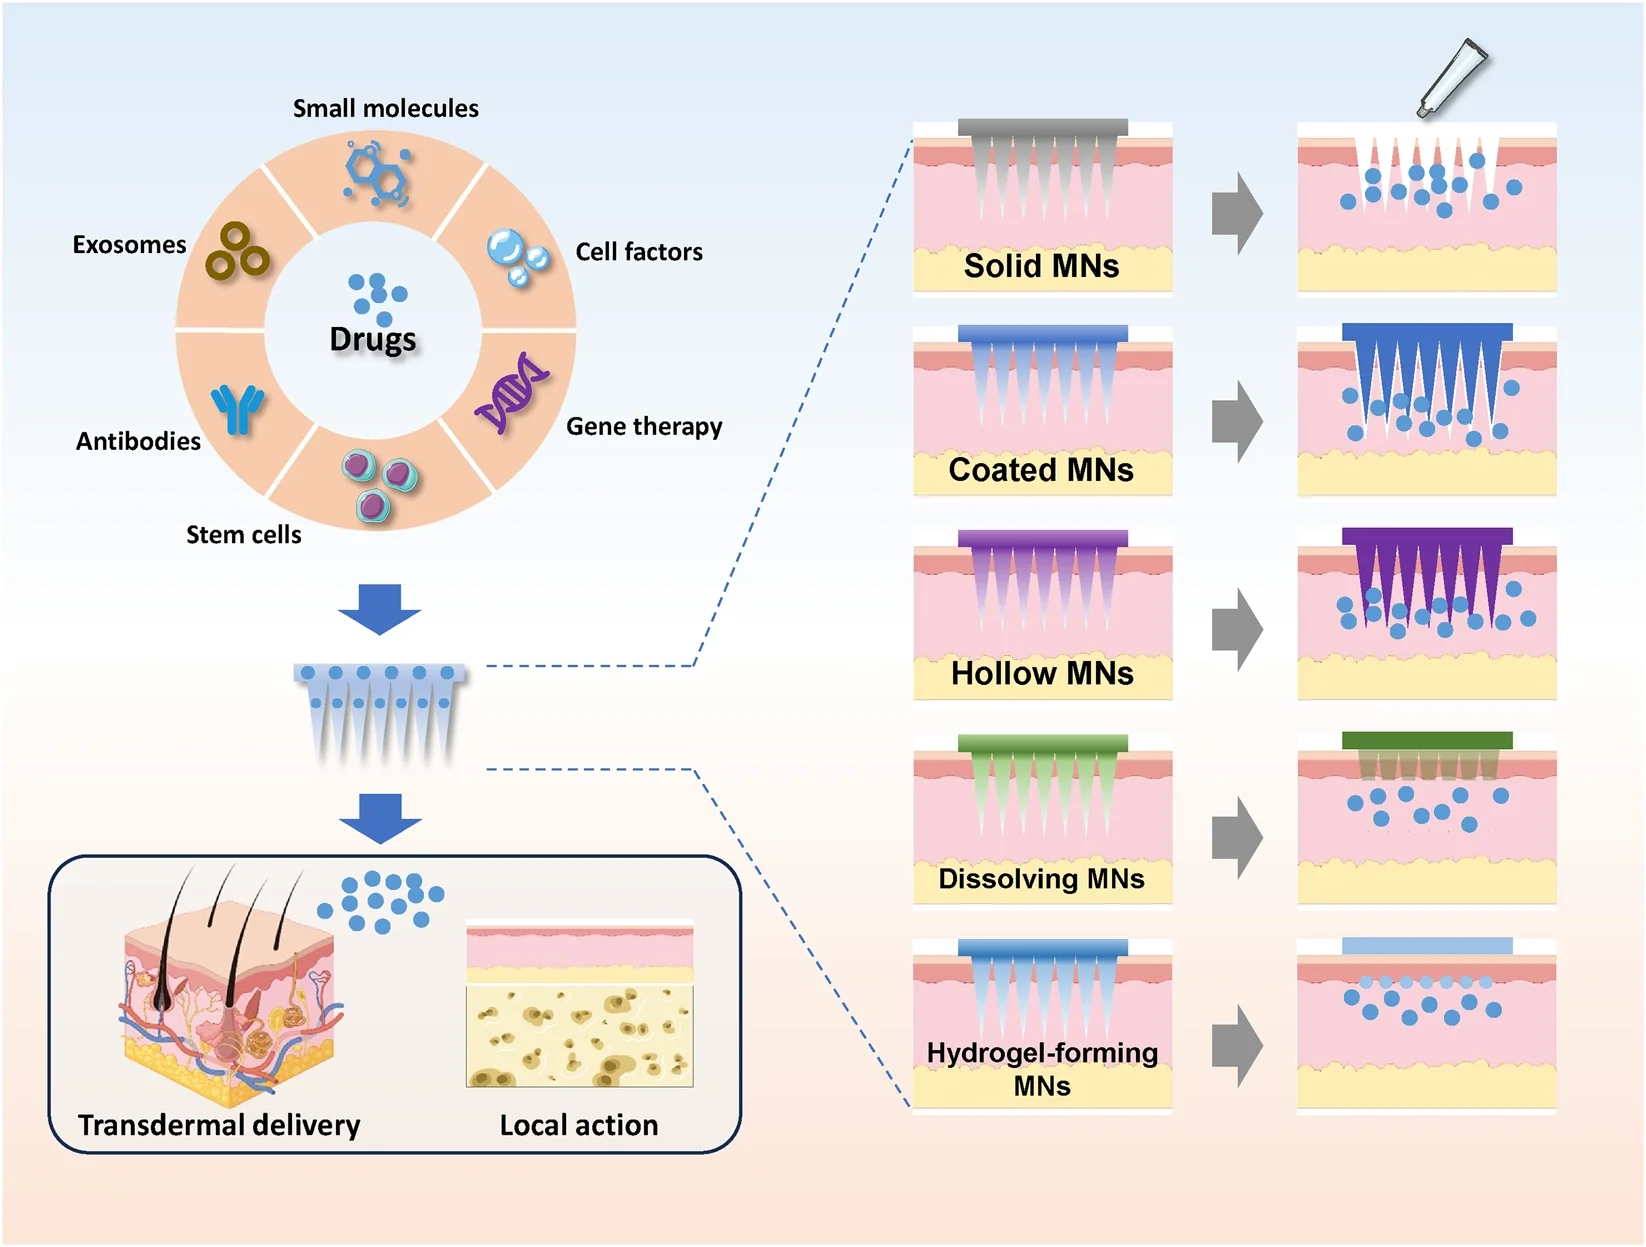 Small molecules
Exosomes
Cell factors
Drugs
Antibodies
Gene therapy
Stem cells
Transdermal delivery
Local action
Solid MNs
Coated MNs
Hollow MNs
Dissolving MNs
Hydrogel-forming
MNs